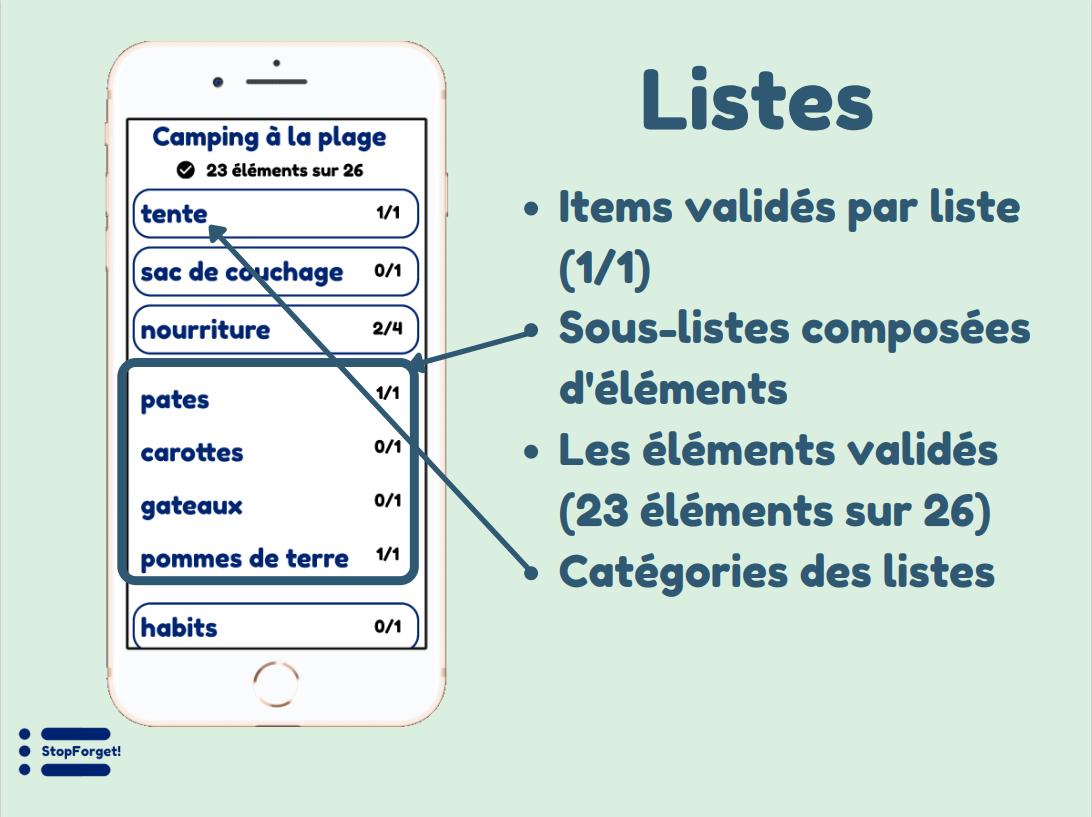 Listes
Camping à la plage
23 éléments sur 26
tente 1/1
sac de couchage 0/1
nourriture 2/4
pates 1/1
carottes 0/1
gateaux 0/1
pommes de terre 1/1
habits 0/1
• Items validés par liste
(1/1)
• Sous-listes composées
d'éléments
• Les éléments validés
(23 éléments sur 26)
• Catégories des listes
StopForget!